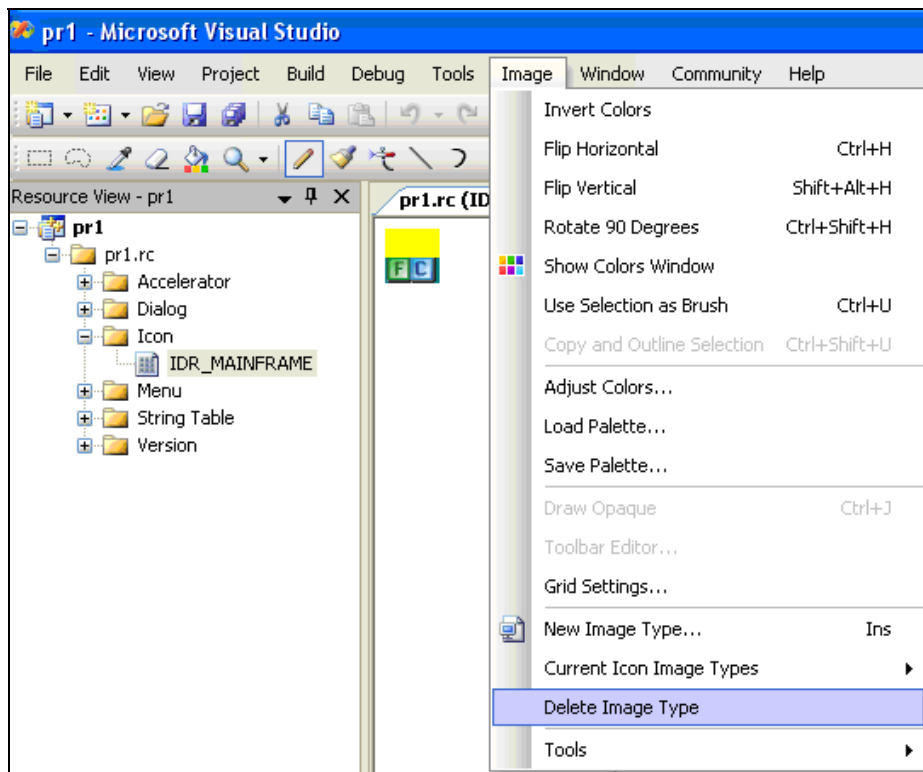 pr1 - Microsoft Visual Studio
File Edit View Project Build Debug Tools Image Window Community Help
Resource View - pr1
pr1
pr1.rc
Accelerator
Dialog
Icon
IDR_MAINFRAME
Menu
String Table
Version
pr1.rc (ID
F C
Invert Colors
Flip Horizontal Ctrl+H
Flip Vertical Shift+Alt+H
Rotate 90 Degrees Ctrl+Shift+H
Show Colors Window
Use Selection as Brush Ctrl+U
Copy and Outline Selection Ctrl+Shift+U
Adjust Colors...
Load Palette...
Save Palette...
Draw Opaque Ctrl+J
Toolbar Editor...
Grid Settings...
New Image Type... Ins
Current Icon Image Types
Delete Image Type
Tools